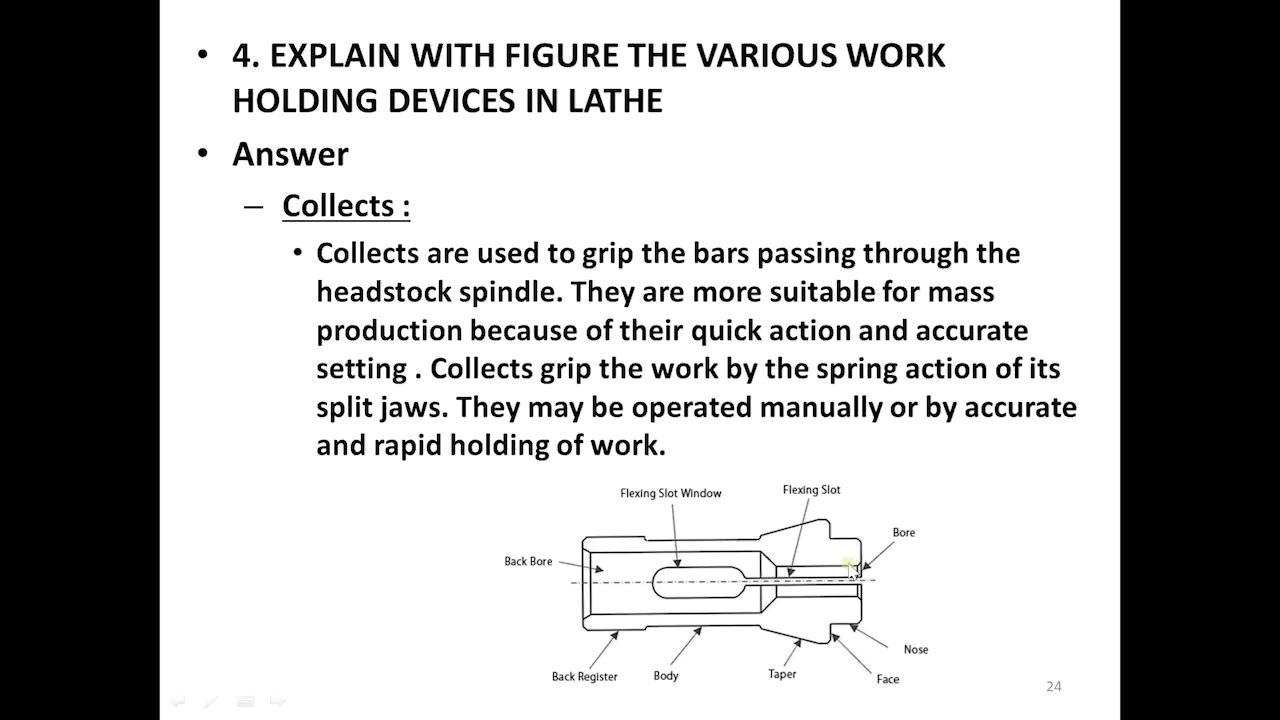 • 4. EXPLAIN WITH FIGURE THE VARIOUS WORK
HOLDING DEVICES IN LATHE
• Answer
– Collects :
• Collects are used to grip the bars passing through the
headstock spindle. They are more suitable for mass
production because of their quick action and accurate
setting . Collects grip the work by the spring action of its
split jaws. They may be operated manually or by accurate
and rapid holding of work.
Flexing Slot Window
Flexing Slot
Bore
Back Bore
Nose
Back Register
Body
Taper
Face
24